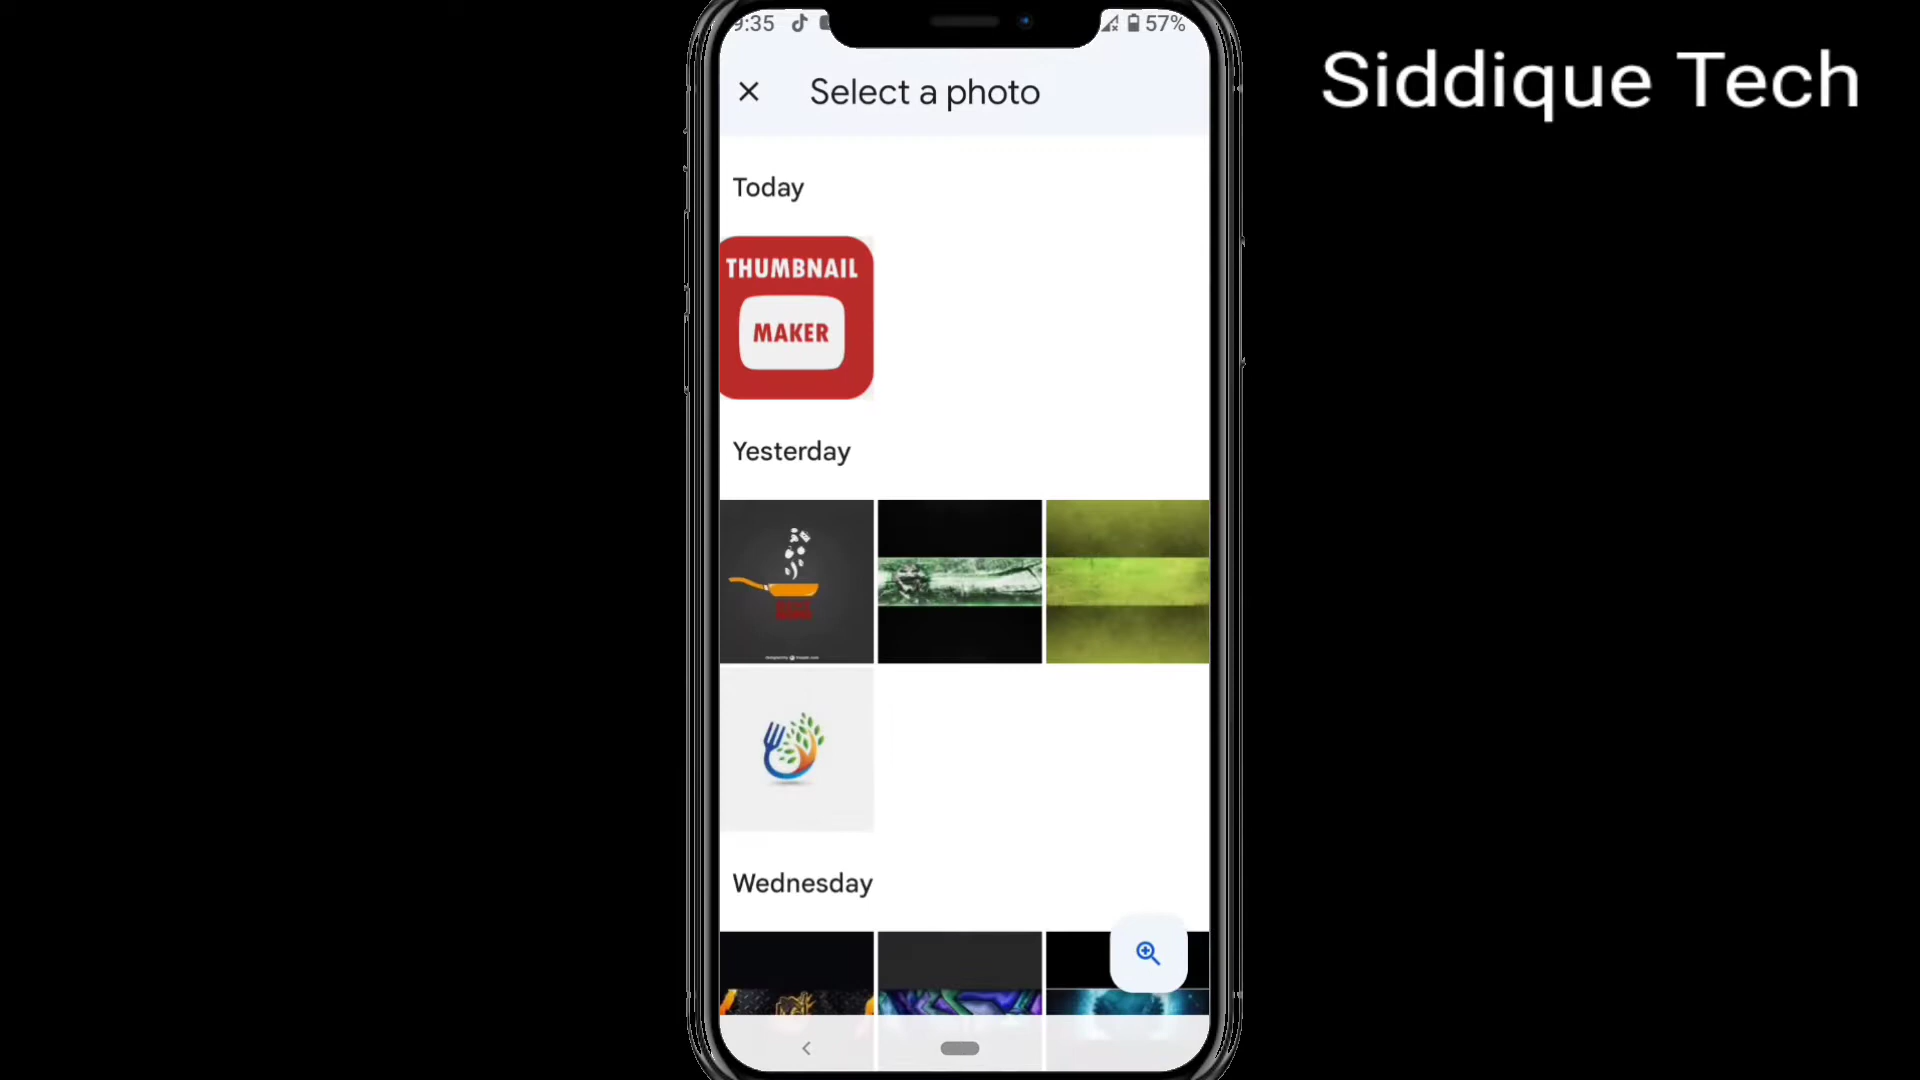 9:35
57%
Siddique Tech
Select a photo
Today
THUMBNAIL
MAKER
Yesterday
Wednesday